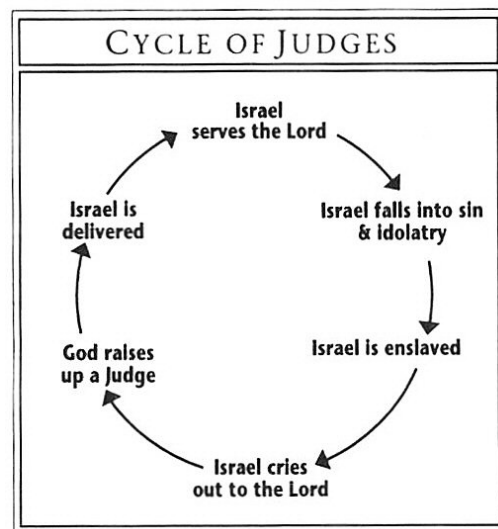 CYCLE OF JUDGES
Israel
serves the Lord
Israel falls into sin
& idolatry
Israel is enslaved
Israel cries
out to the Lord
God raises
up a Judge
Israel is
delivered